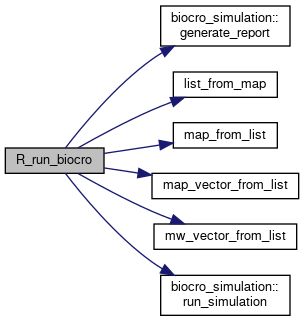 biocro_simulation::
generate_report
list_from_map
R_run_biocro
map_from_list
map_vector_from_list
mw_vector_from_list
biocro_simulation::
run_simulation